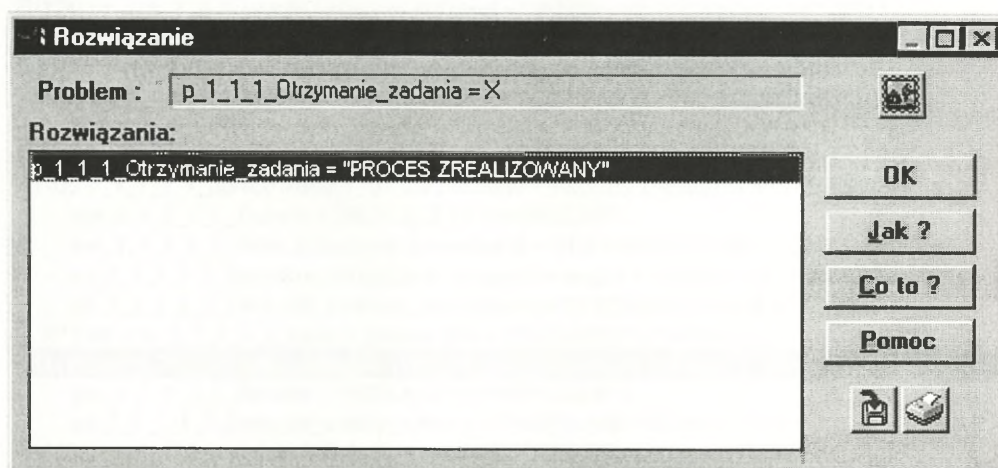 Rozwiązanie
Problem : p_1_1_1_Otrzymanie_zadania = X
Rozwiązania:
p_1_1_1_Otrzymanie_zadania = "PROCES ZREALIZOWANY"
OK
Jak ?
Co to ?
Pomoc